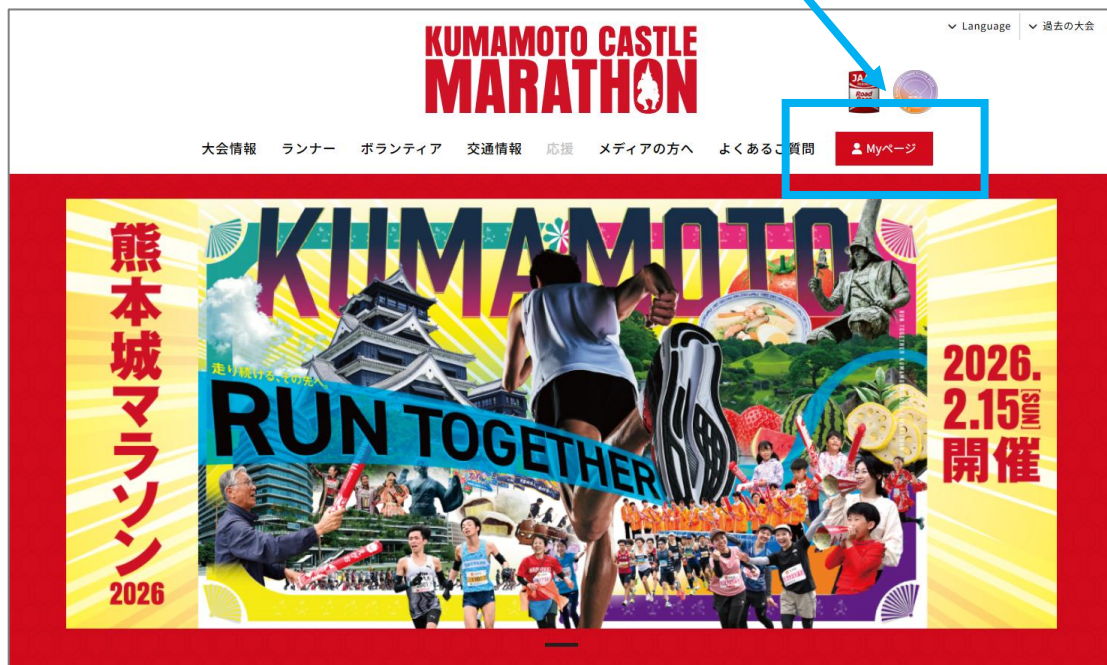 Language
過去の大会
KUMAMOTO CASTLE
MARATHON
大会情報 ランナー ボランティア 交通情報 応援 メディアの方へ よくあるご質問 Myページ
熊本城マラソン
2026
KUMAMOTO
走り続ける、その先へ。
RUN TOGETHER
2026.
2.15[SUN]
開催